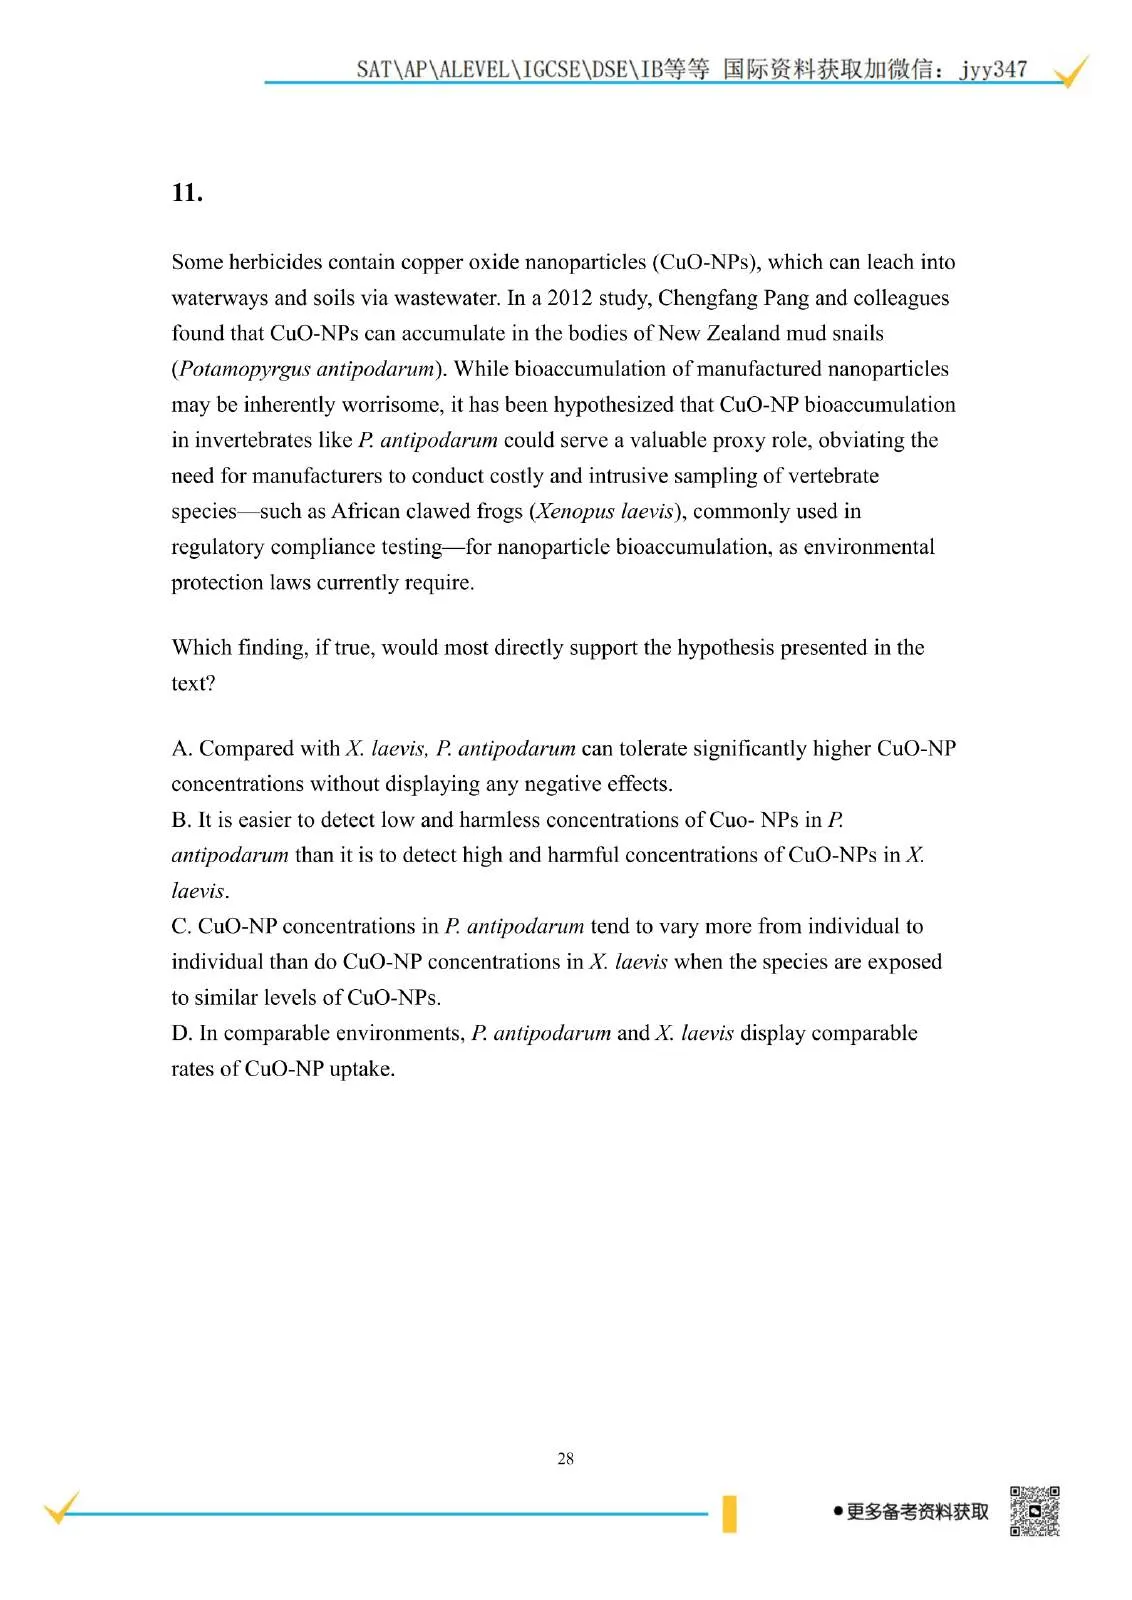 SAT\AP\ALEVEL\IGCSE\DSE\IB等等 国际资料获取加微信：jyy347
11.
Some herbicides contain copper oxide nanoparticles (CuO-NPs), which can leach into
waterways and soils via wastewater. In a 2012 study, Chengfang Pang and colleagues
found that CuO-NPs can accumulate in the bodies of New Zealand mud snails
(Potamopyrgus antipodarum). While bioaccumulation of manufactured nanoparticles
may be inherently worrisome, it has been hypothesized that CuO-NP bioaccumulation
in invertebrates like P. antipodarum could serve a valuable proxy role, obviating the
need for manufacturers to conduct costly and intrusive sampling of vertebrate
species—such as African clawed frogs (Xenopus laevis), commonly used in
regulatory compliance testing—for nanoparticle bioaccumulation, as environmental
protection laws currently require.
Which finding, if true, would most directly support the hypothesis presented in the
text?
A. Compared with X. laevis, P. antipodarum can tolerate significantly higher CuO-NP
concentrations without displaying any negative effects.
B. It is easier to detect low and harmless concentrations of Cuo- NPs in P.
antipodarum than it is to detect high and harmful concentrations of CuO-NPs in X.
laevis.
C. CuO-NP concentrations in P. antipodarum tend to vary more from individual to
individual than do CuO-NP concentrations in X. laevis when the species are exposed
to similar levels of CuO-NPs.
D. In comparable environments, P. antipodarum and X. laevis display comparable
rates of CuO-NP uptake.
28
●更多备考资料获取